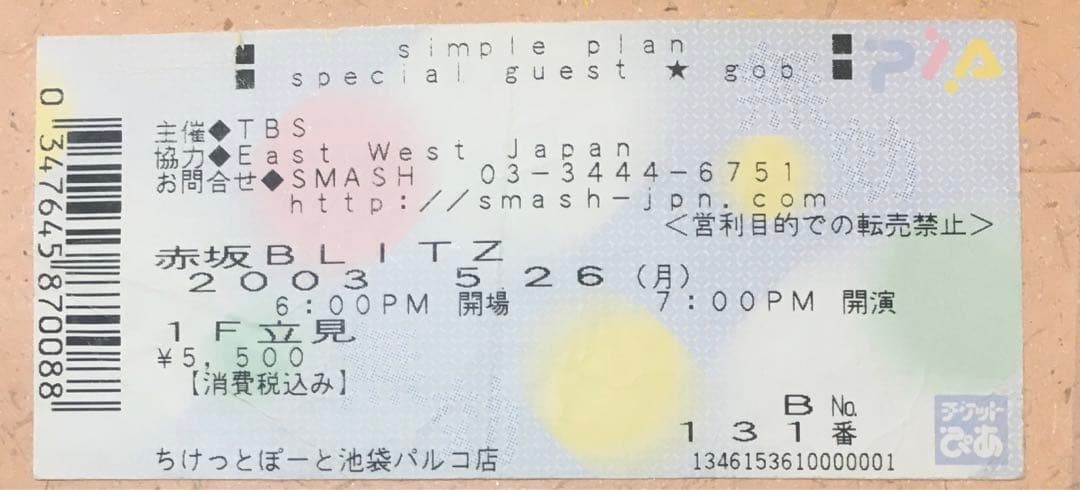 simple plan
special guest ★ gob
PIA
主催◆TBS
協力◆East West Japan
お問合せ◆SMASH 03-3444-6751
http://smash-jpn.com
<営利目的での転売禁止>
赤坂BLITZ
2003 5 26 (月)
6:00PM 開場 7:00PM 開演
1F立見
¥5,500
【消費税込み】
B No.
131番
ちけっとぽーと池袋パルコ店
1346153610000001
チケット
ぴあ
0347645870088
無効